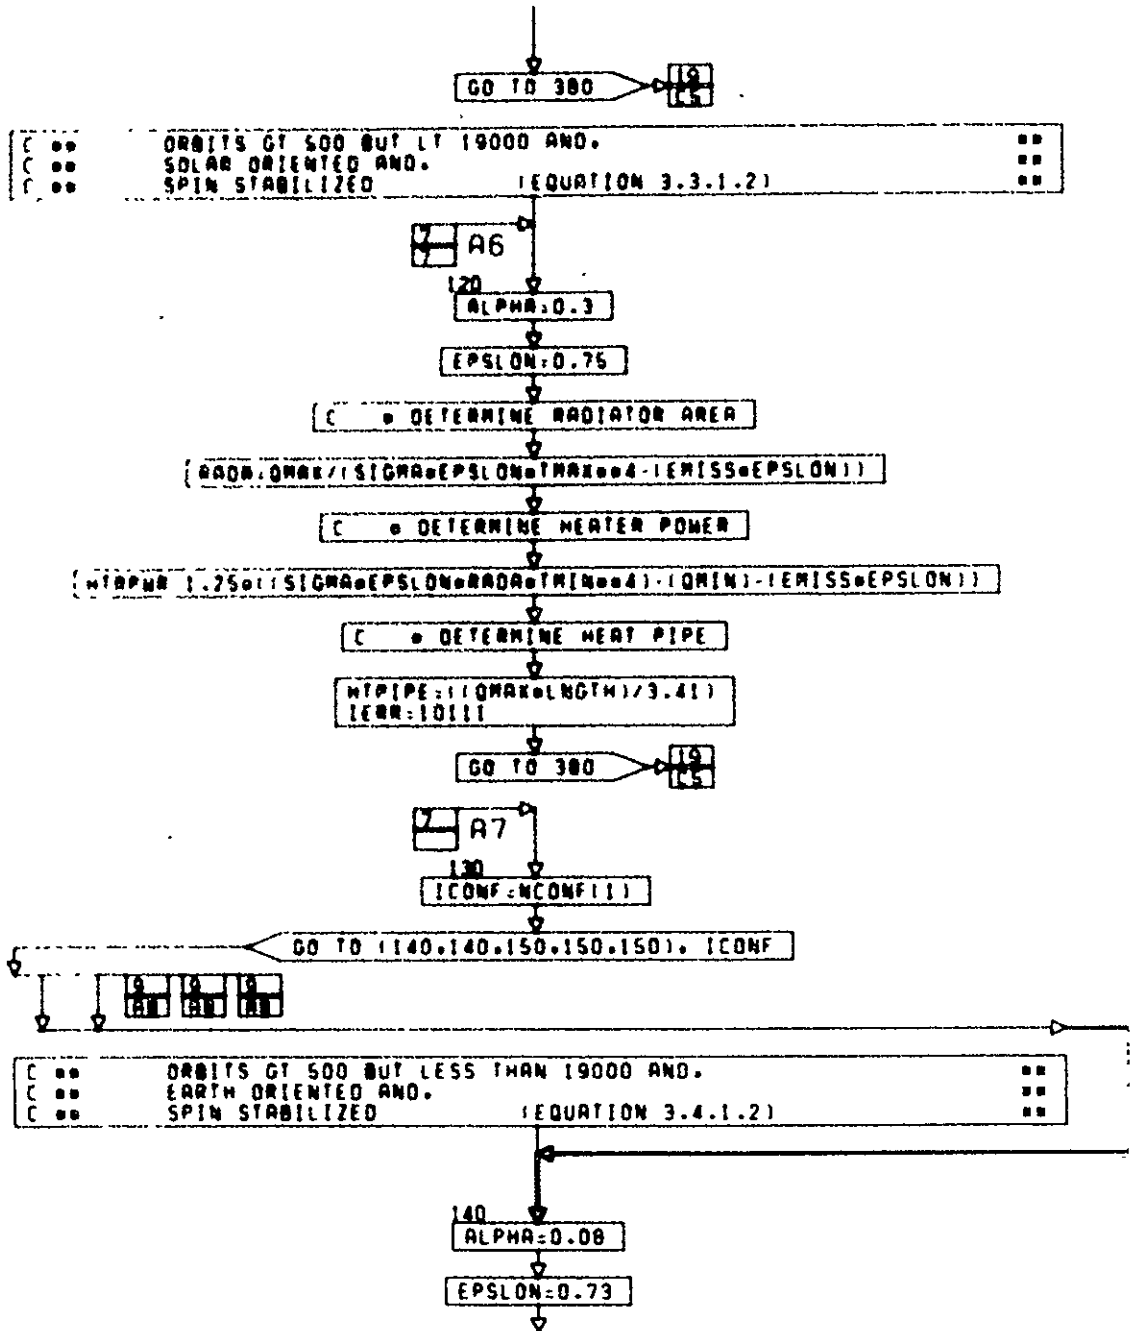 GO TO 380
19
C5
C ** ORBITS GT 500 BUT LT 19000 AND. **
C ** SOLAR ORIENTED AND. **
C ** SPIN STABILIZED (EQUATION 3.3.1.2) **
7
7
A6
120
ALPHA=0.3
EPSLON=0.75
C * DETERMINE RADIATOR AREA
RADA=QMAX/(SIGMA*EPSLON*TMAX**4-(EMISS*EPSLON))
C * DETERMINE HEATER POWER
HTRPWR 1.25*((SIGMA*EPSLON*RADA*TMIN**4)-(QMIN)-(EMISS*EPSLON))
C * DETERMINE HEAT PIPE
HTPIPE=((QMAX*LNGTH)/3.41)
IERR=10111
GO TO 380
19
C5
7
A7
130
ICONF=NCONF(1)
GO TO (140,140,150,150,150), ICONF
C ** ORBITS GT 500 BUT LESS THAN 19000 AND. **
C ** EARTH ORIENTED AND. **
C ** SPIN STABILIZED (EQUATION 3.4.1.2) **
140
ALPHA=0.08
EPSLON=0.73